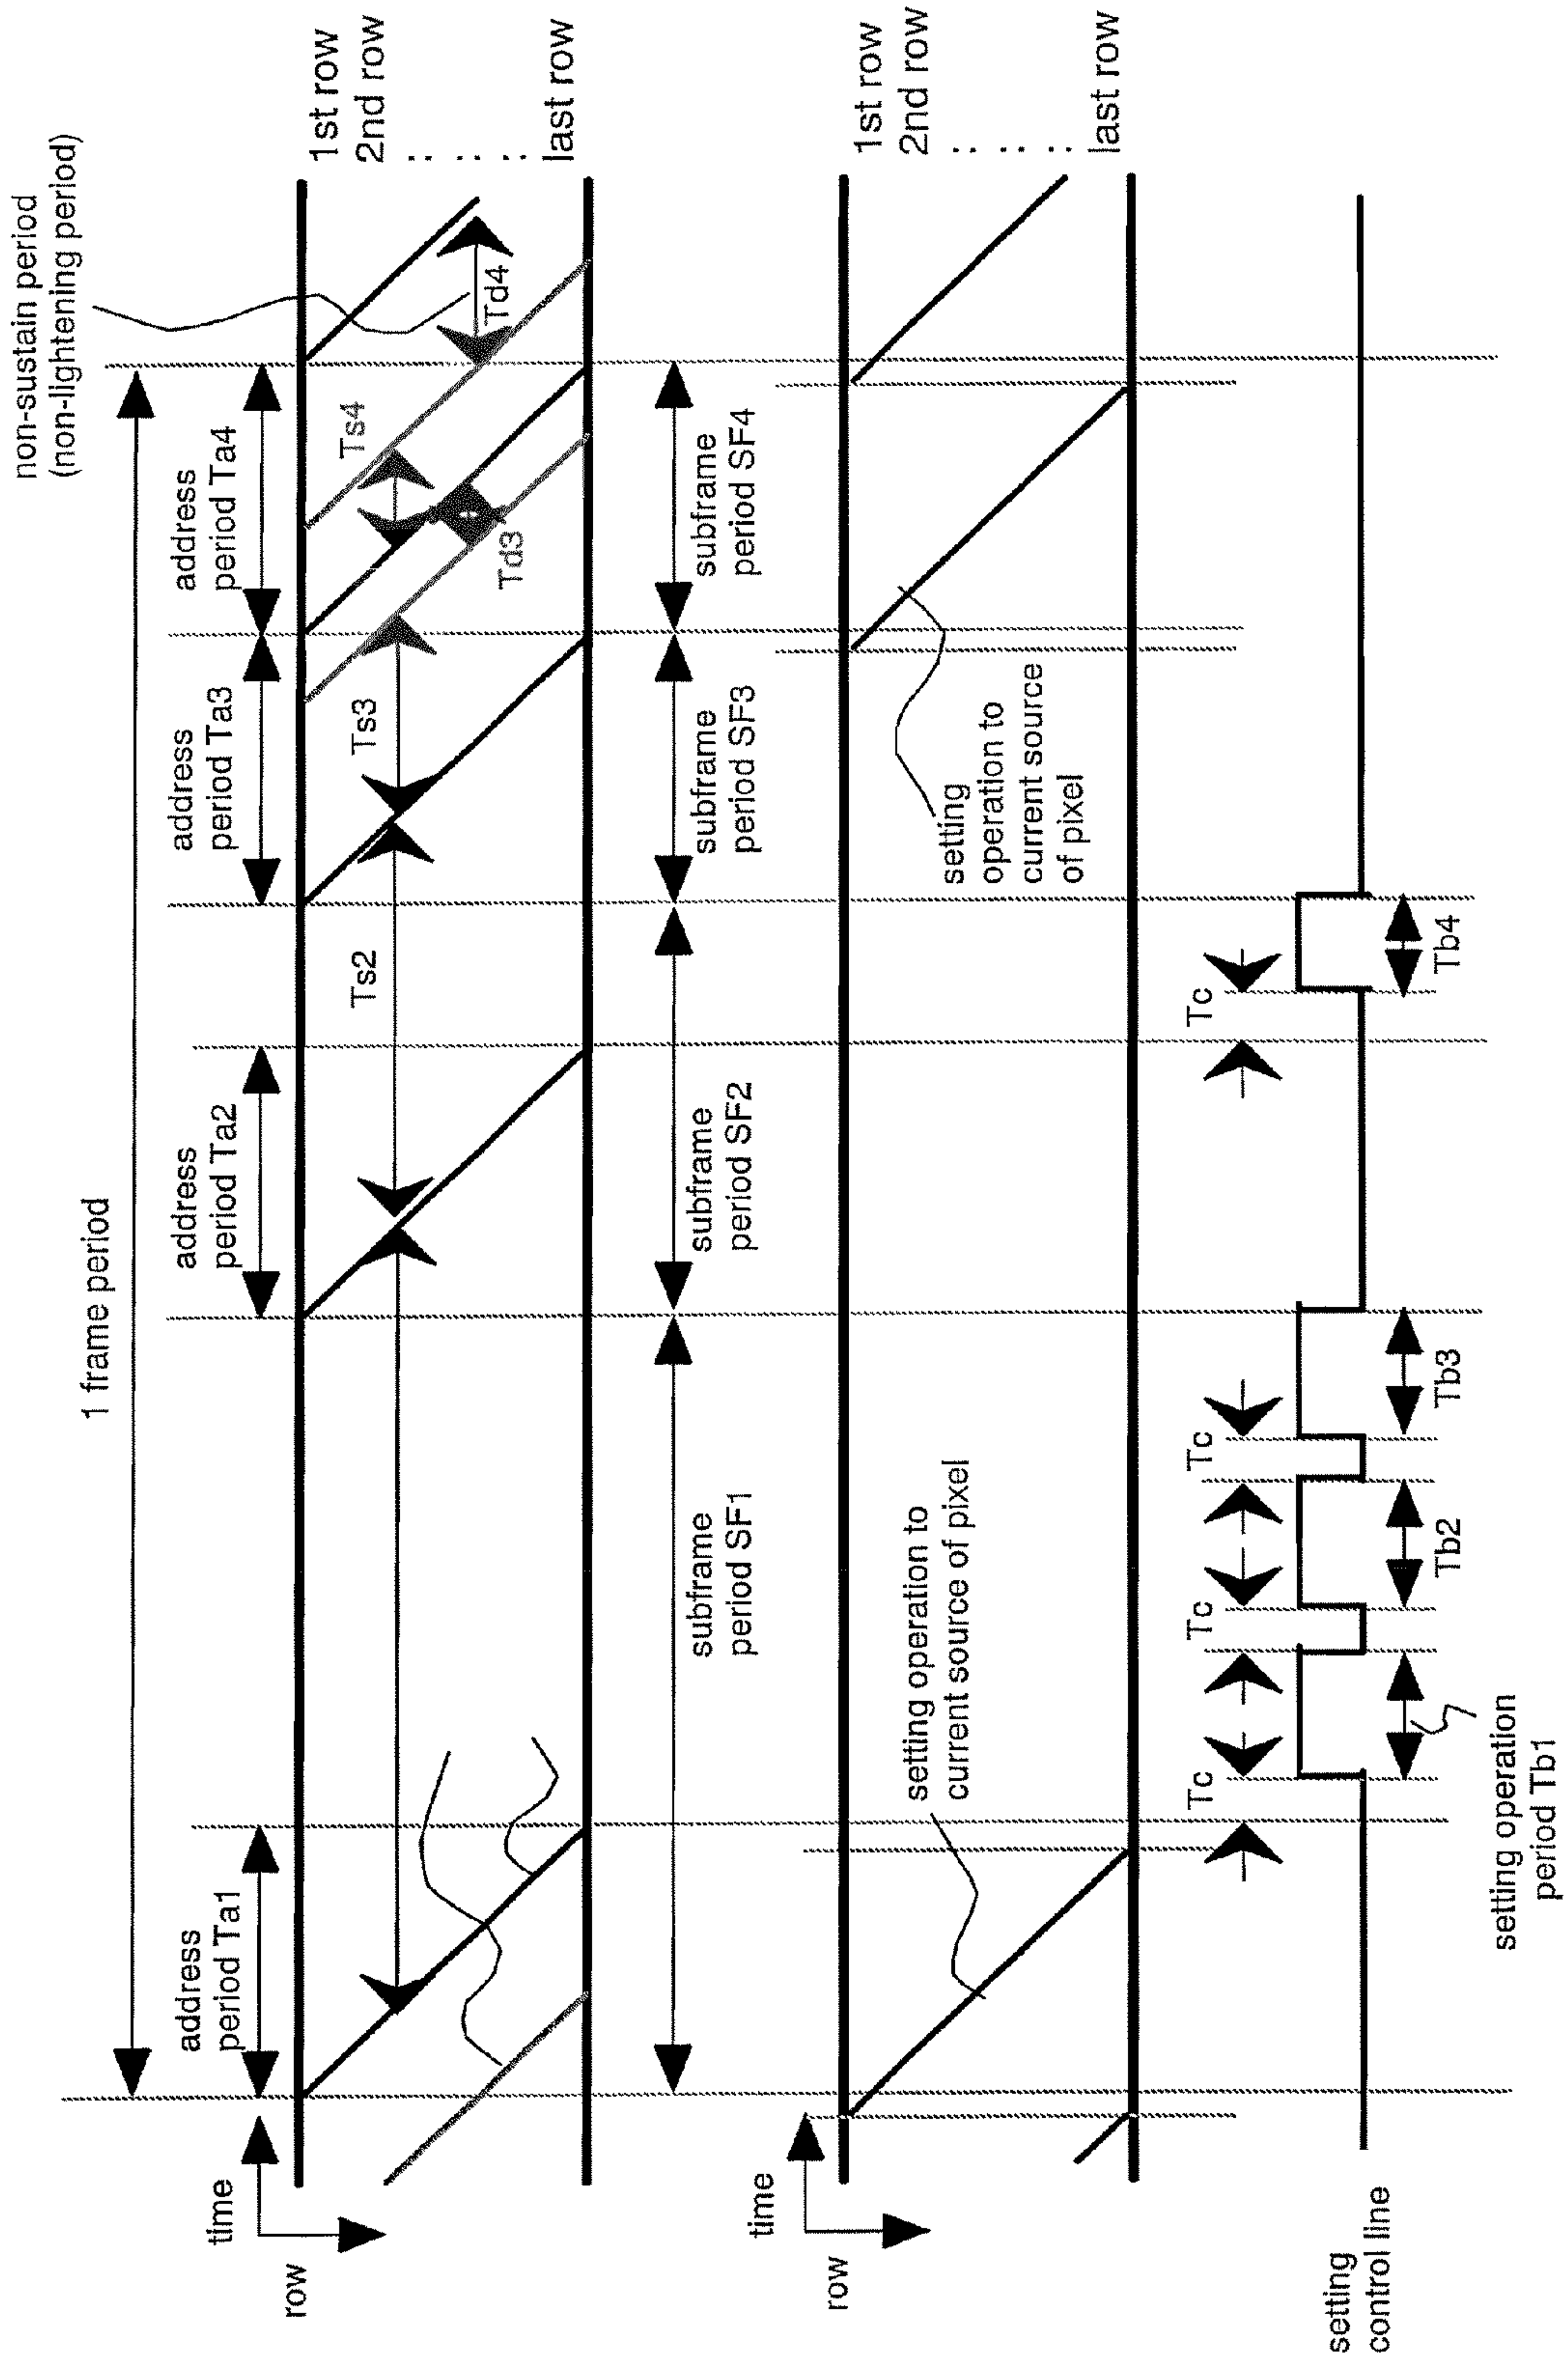 1 frame period
non-sustain period
(non-lightening period)
address
period Ta1
address
period Ta2
address
period Ta3
address
period Ta4
time
row
Ts2
Ts3
Ts4
Td3
Td4
1st row
2nd row
last row
subframe
period SF1
subframe
period SF2
subframe
period SF3
subframe
period SF4
time
row
setting operation to
current source of pixel
setting
operation to
current source
of pixel
1st row
2nd row
last row
setting
control line
Tc
Tc
Tc
Tc
setting operation
period Tb1
Tb2
Tb3
Tb4